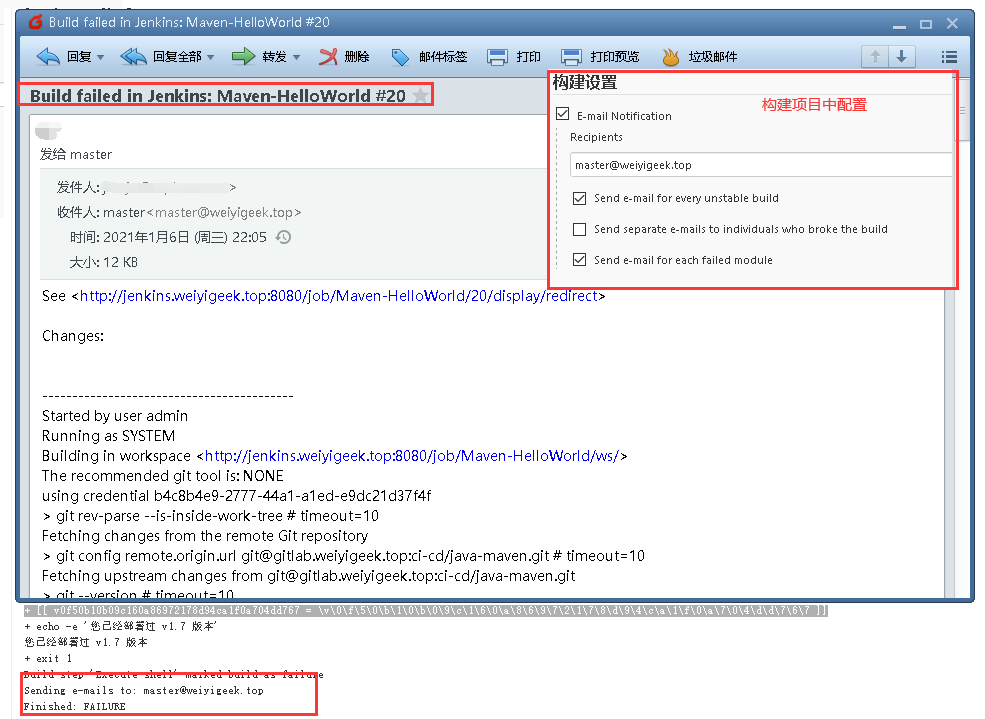 Build failed in Jenkins: Maven-HelloWorld #20
回复 回复全部 转发 删除 邮件标签 打印 打印预览 垃圾邮件
Build failed in Jenkins: Maven-HelloWorld #20
发给 master
发件人:
收件人: master<master@weiyigeek.top>
时间: 2021年1月6日 (周三) 22:05
大小: 12 KB
构建设置
构建项目中配置
E-mail Notification
Recipients
master@weiyigeek.top
Send e-mail for every unstable build
Send separate e-mails to individuals who broke the build
Send e-mail for each failed module
See <http://jenkins.weiyigeek.top:8080/job/Maven-HelloWorld/20/display/redirect>
Changes:
------------------------------------------
Started by user admin
Running as SYSTEM
Building in workspace <http://jenkins.weiyigeek.top:8080/job/Maven-HelloWorld/ws/>
The recommended git tool is: NONE
using credential b4c8b4e9-2777-44a1-a1ed-e9dc21d37f4f
> git rev-parse --is-inside-work-tree # timeout=10
Fetching changes from the remote Git repository
> git config remote.origin.url git@gitlab.weiyigeek.top:ci-cd/java-maven.git # timeout=10
Fetching upstream changes from git@gitlab.weiyigeek.top:ci-cd/java-maven.git
> git --version # timeout=10
+ [[ v0f50b10b09c160a86972178d94ca1f0a704dd767 = \v\0\f\5\0\b\1\0\b\0\9\c\1\6\0\a\8\6\9\7\2\1\7\8\d\9\4\c\a\1\f\0\a\7\0\4\d\d\7\6\7 ]]
+ echo -e '您已经部署过 v1.7 版本'
您已经部署过 v1.7 版本
+ exit 1
Build step 'Execute shell' marked build as failure
Sending e-mails to: master@weiyigeek.top
Finished: FAILURE